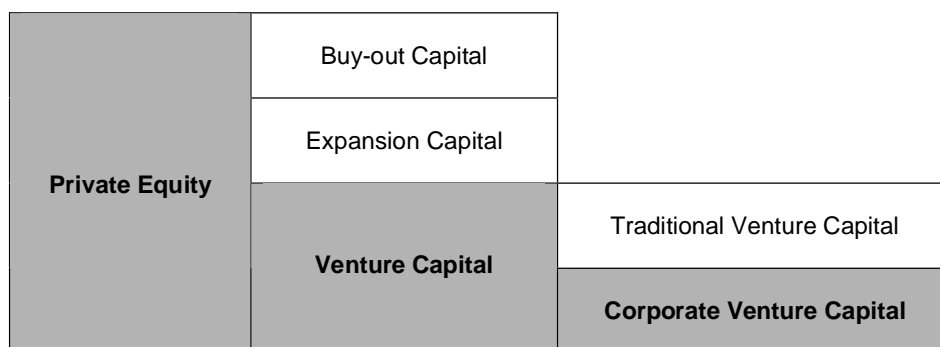 Buy-out Capital
Expansion Capital
Private Equity
Traditional Venture Capital
Venture Capital
Corporate Venture Capital